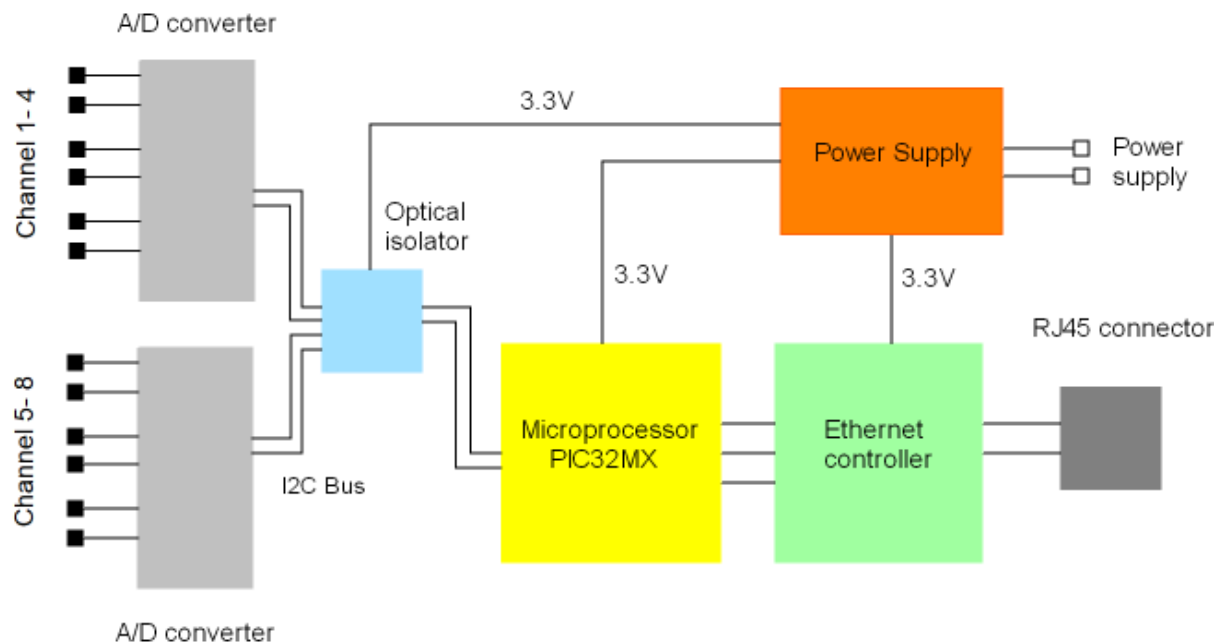 A/D converter
Channel 1- 4
3.3V
Power Supply
Power
supply
Optical
isolator
3.3V
3.3V
RJ45 connector
Channel 5- 8
Microprocessor
PIC32MX
Ethernet
controller
I2C Bus
A/D converter